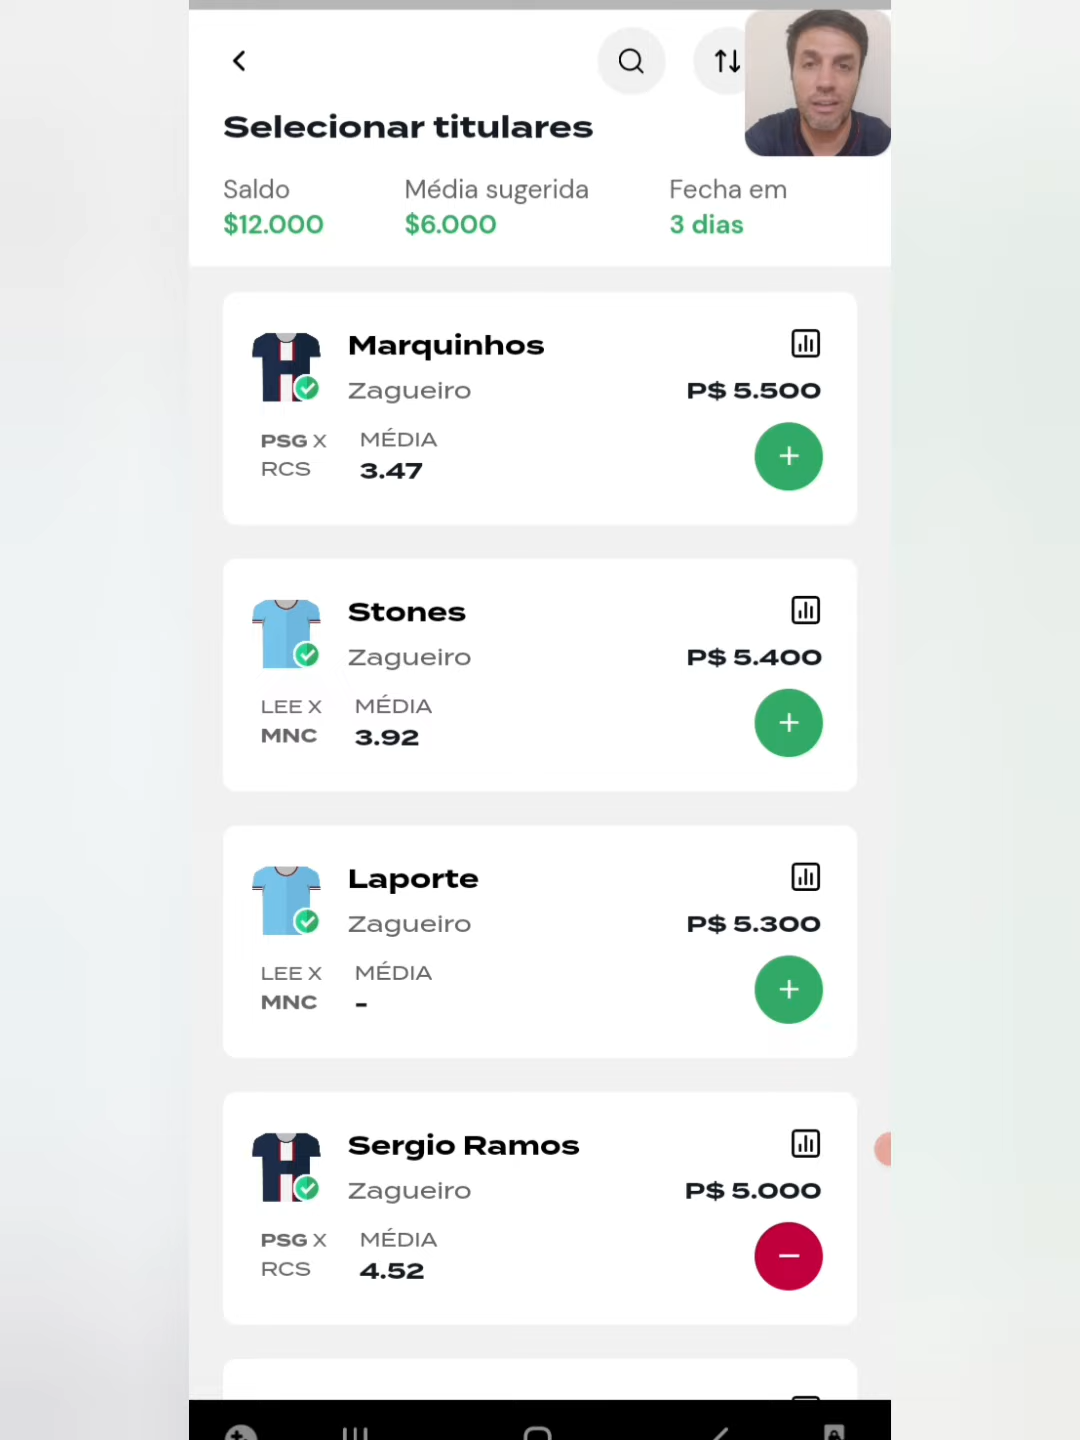 Selecionar titulares
Saldo
Média sugerida
Fecha em
$12.000
$6.000
3 dias
Marquinhos
Zagueiro
P$ 5.500
PSG X
MÉDIA
RCS
3.47
+
Stones
Zagueiro
P$ 5.400
LEE X
MÉDIA
MNC
3.92
+
Laporte
Zagueiro
P$ 5.300
LEE X
MÉDIA
MNC
-
+
Sergio Ramos
Zagueiro
P$ 5.000
PSG X
MÉDIA
RCS
4.52
−